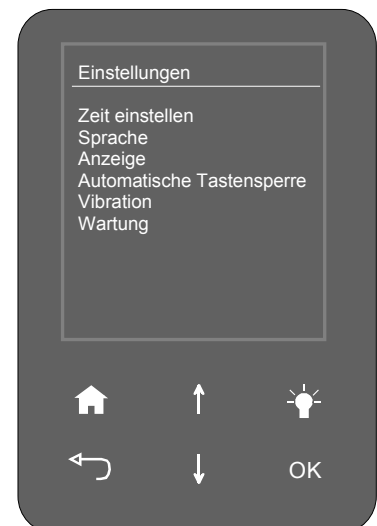 Einstellungen
Zeit einstellen
Sprache
Anzeige
Automatische Tastensperre
Vibration
Wartung
OK